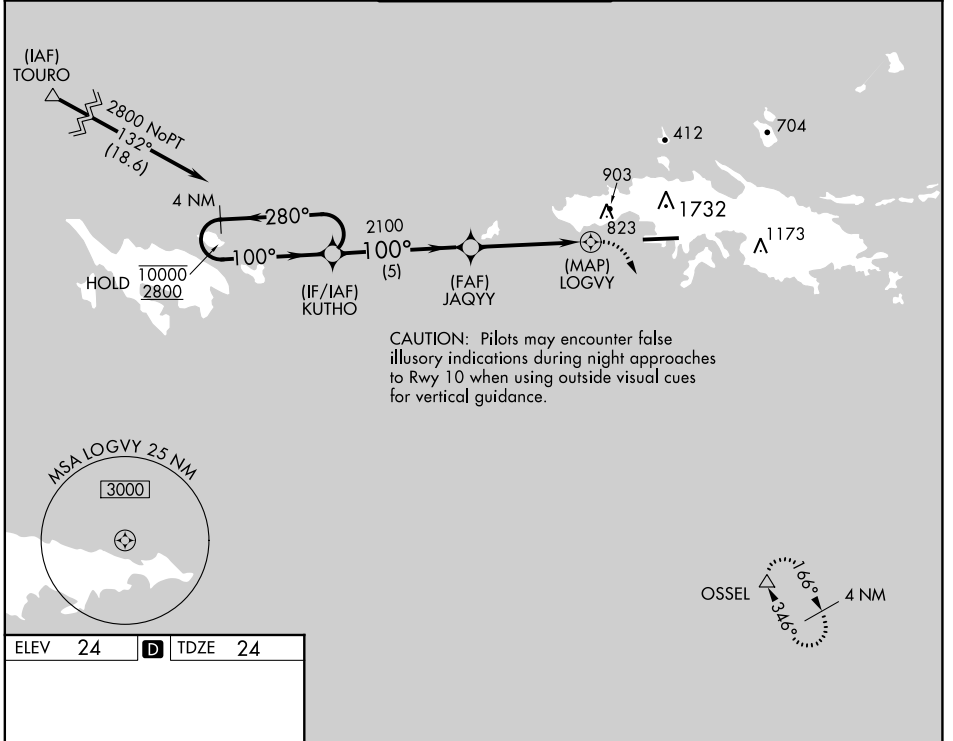 (IAF)
TOURO
2800 NoPT
132°
(18.6)
4 NM
280°
100°
HOLD
10000
2800
(IF/IAF)
KUTHO
2100
100°
(5)
(FAF)
JAQYY
(MAP)
LOGVY
903
823
412
704
1732
1173
CAUTION: Pilots may encounter false
illusory indications during night approaches
to Rwy 10 when using outside visual cues
for vertical guidance.
MSA LOGVY 25 NM
3000
OSSEL
166°
346°
4 NM
ELEV 24 D TDZE 24